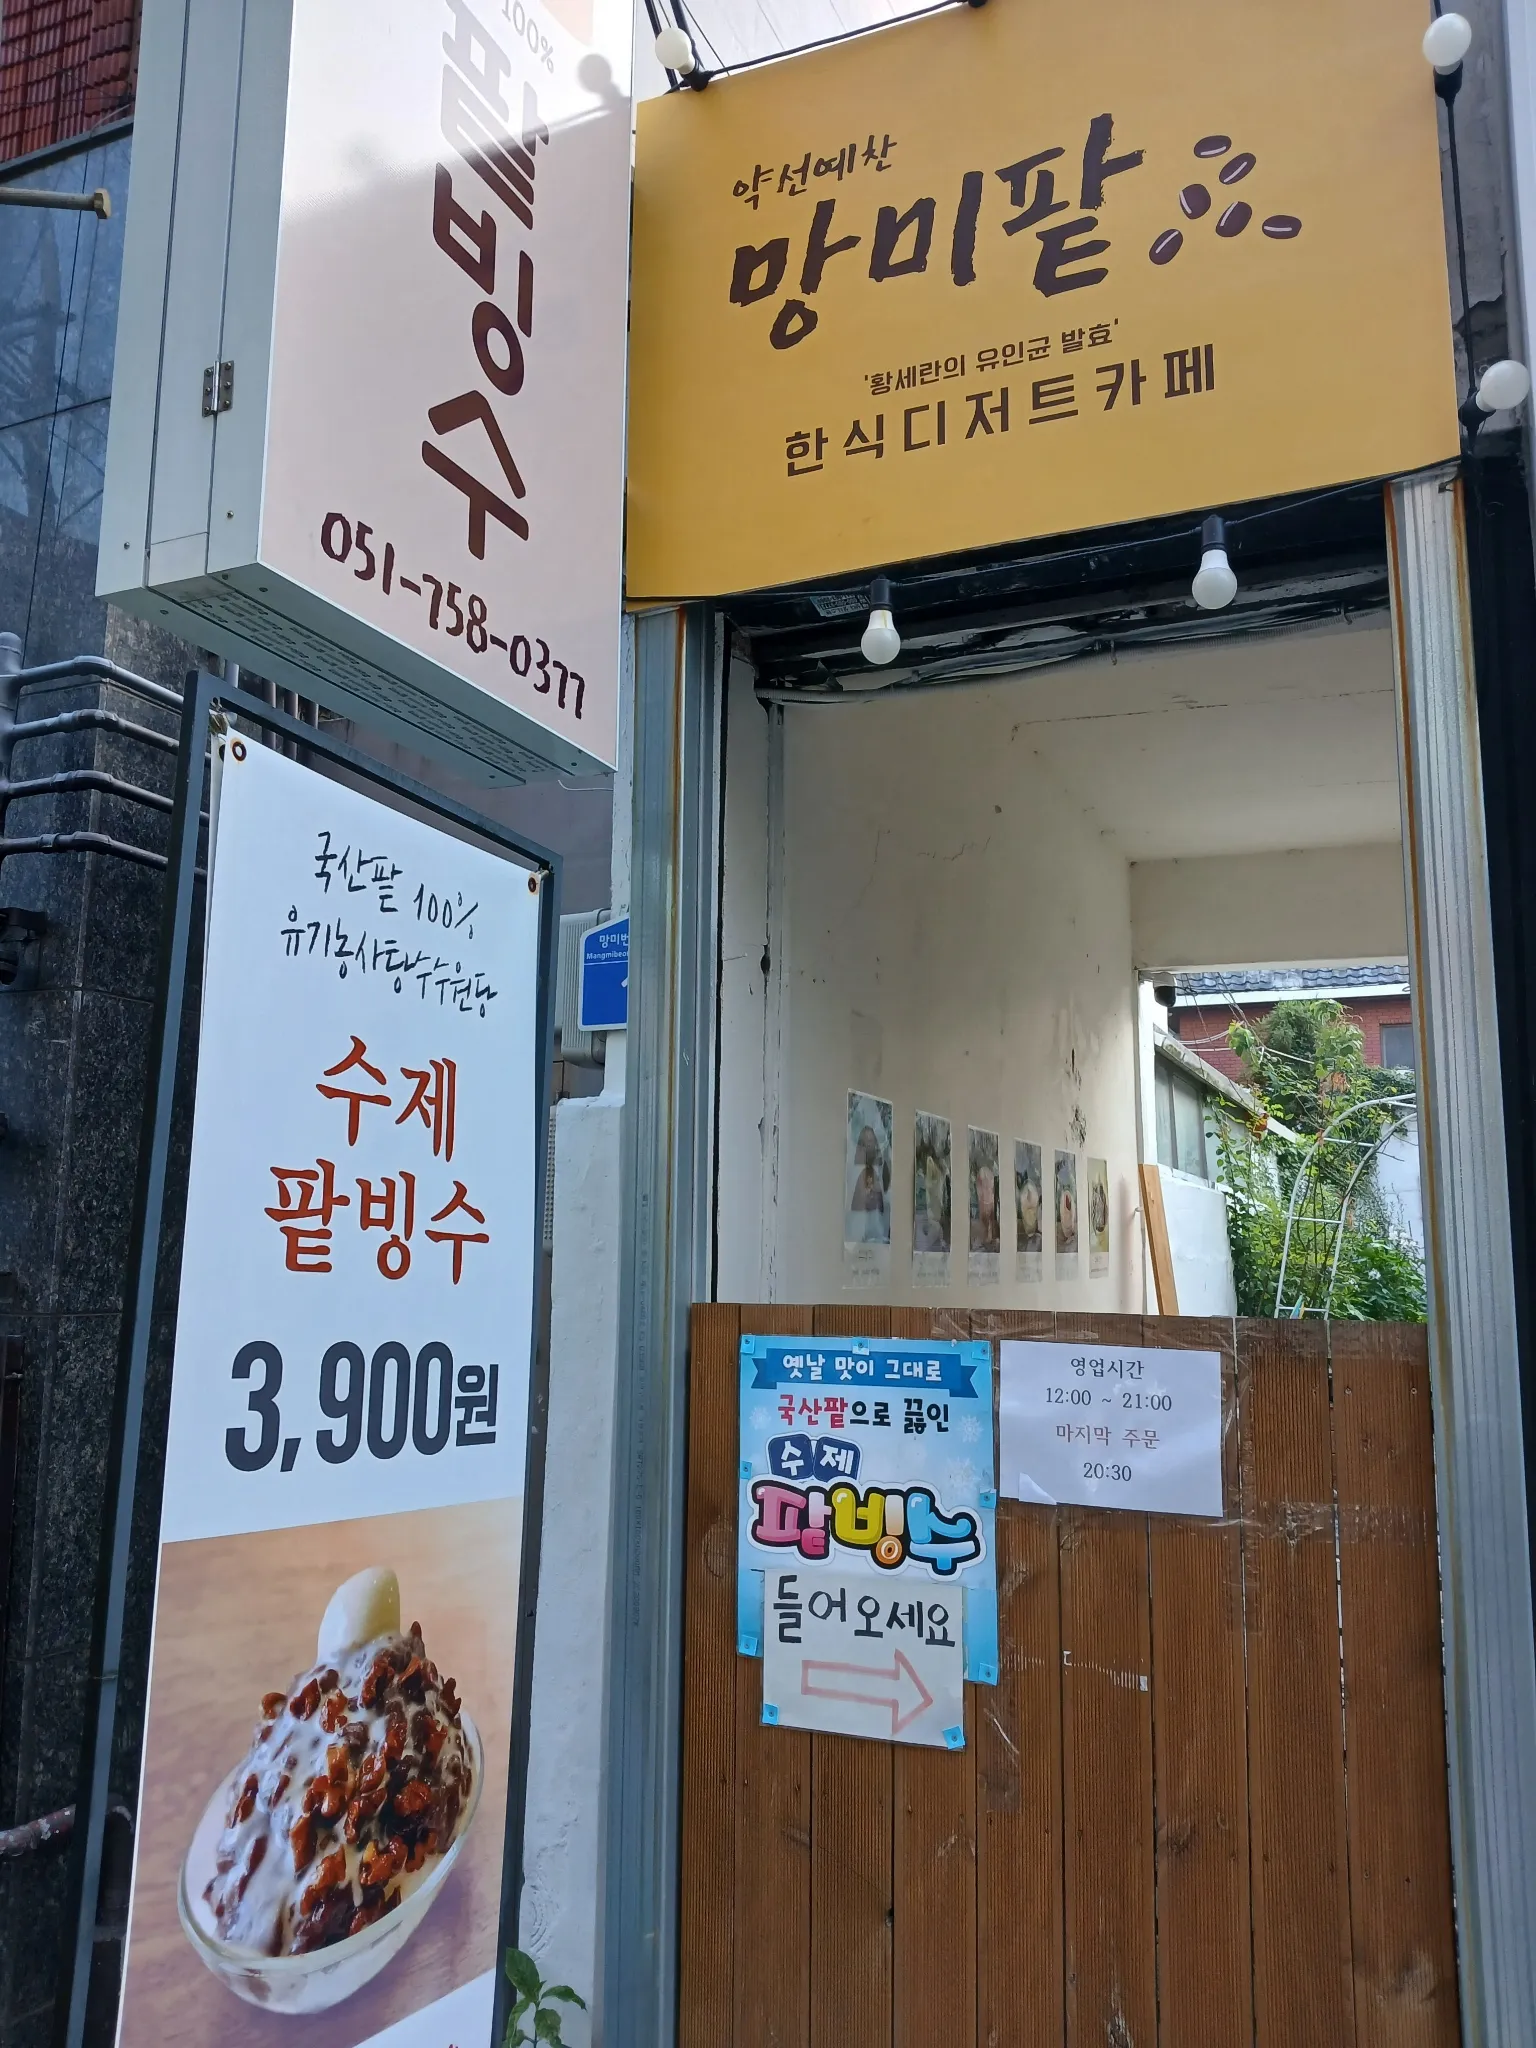 100%
팥빙수
051-758-0377
약선예찬
망미팥
'황세란의 유인균 발효'
한식디저트카페
국산팥 100%
유기농사탕수수원당
수제
팥빙수
3,900원
망미번
Mangmibeon
옛날 맛이 그대로
국산팥으로 끓인
수제
팥빙수
들어오세요
영업시간
12:00 ~ 21:00
마지막 주문
20:30